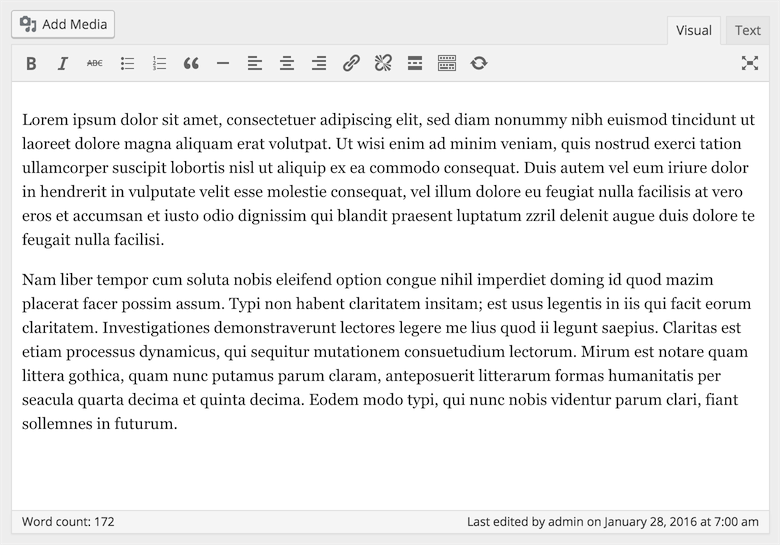 Add Media
Visual Text
B I ABC
Lorem ipsum dolor sit amet, consectetuer adipiscing elit, sed diam nonummy nibh euismod tincidunt ut
laoreet dolore magna aliquam erat volutpat. Ut wisi enim ad minim veniam, quis nostrud exerci tation
ullamcorper suscipit lobortis nisl ut aliquip ex ea commodo consequat. Duis autem vel eum iriure dolor
in hendrerit in vulputate velit esse molestie consequat, vel illum dolore eu feugiat nulla facilisis at vero
eros et accumsan et iusto odio dignissim qui blandit praesent luptatum zzril delenit augue duis dolore te
feugait nulla facilisi.
Nam liber tempor cum soluta nobis eleifend option congue nihil imperdiet doming id quod mazim
placerat facer possim assum. Typi non habent claritatem insitam; est usus legentis in iis qui facit eorum
claritatem. Investigationes demonstraverunt lectores legere me lius quod ii legunt saepius. Claritas est
etiam processus dynamicus, qui sequitur mutationem consuetudium lectorum. Mirum est notare quam
littera gothica, quam nunc putamus parum claram, anteposuerit litterarum formas humanitatis per
seacula quarta decima et quinta decima. Eodem modo typi, qui nunc nobis videntur parum clari, fiant
sollemnes in futurum.
Word count: 172 Last edited by admin on January 28, 2016 at 7:00 am